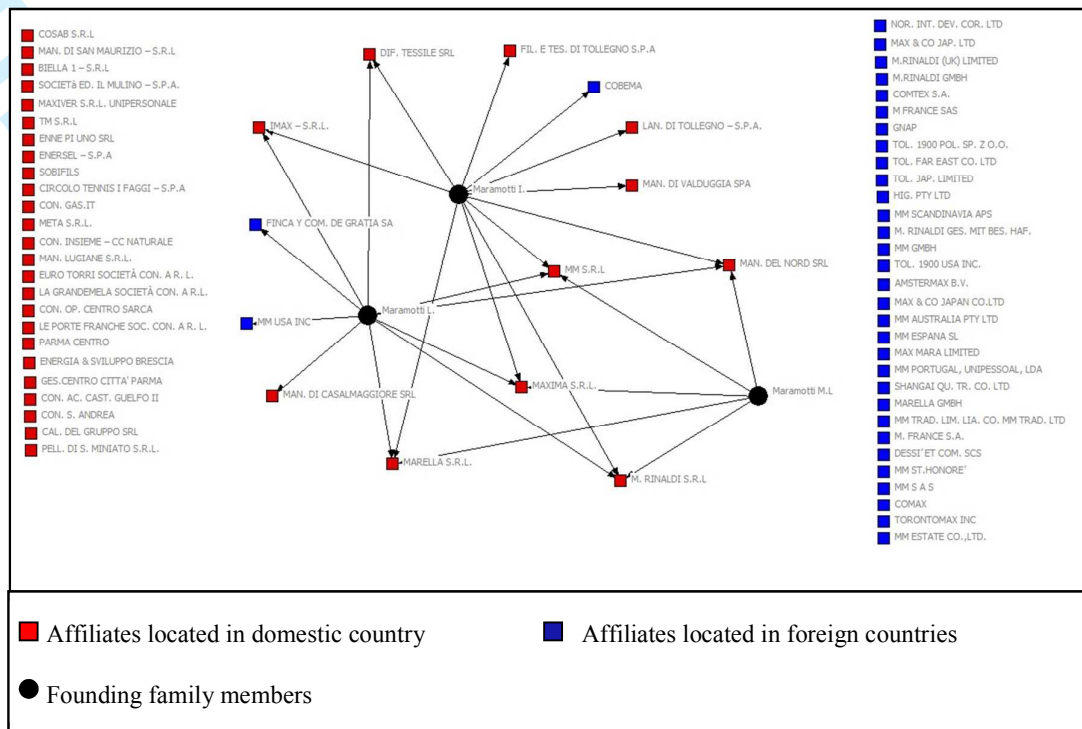 COSAB S.R.L
MAN. DI SAN MAURIZIO – S.R.L
BIELLA 1 – S.R.L
SOCIETà ED. IL MULINO – S.P.A.
MAXIVER S.R.L. UNIPERSONALE
TM S.R.L
ENNE PI UNO SRL
ENERSEL – S.P.A
SOBIFILS
CIRCOLO TENNIS I FAGGI – S.P.A
CON. GAS.IT
META S.R.L.
CON. INSIEME – CC NATURALE
MAN. LUGIANE S.R.L.
EURO TORRI SOCIETÀ CON. A R. L.
LA GRANDEMELA SOCIETÀ CON. A R.L.
CON. OP. CENTRO SARCA
LE PORTE FRANCHE SOC. CON. A R. L.
PARMA CENTRO
ENERGIA & SVILUPPO BRESCIA
GES.CENTRO CITTA' PARMA
CON. AC. CAST. GUELFO II
CON. S. ANDREA
CAL. DEL GRUPPO SRL
PELL. DI S. MINIATO S.R.L.
DIF. TESSILE SRL
FIL. E TES. DI TOLLEGNO S.P.A
COBEMA
IMAX – S.R.L.
LAN. DI TOLLEGNO – S.P.A.
Maramotti I.
MAN. DI VALDUGGIA SPA
FINCA Y COM. DE GRATIA SA
MM S.R.L
MAN. DEL NORD SRL
Maramotti L.
MM USA INC
MAN. DI CASALMAGGIORE SRL
MAXIMA S.R.L.
Maramotti M.L
MARELLA S.R.L.
M. RINALDI S.R.L
NOR. INT. DEV. COR. LTD
MAX & CO JAP. LTD
M.RINALDI (UK) LIMITED
M.RINALDI GMBH
COMTEX S.A.
M FRANCE SAS
GNAP
TOL. 1900 POL. SP. Z O.O.
TOL. FAR EAST CO. LTD
TOL. JAP. LIMITED
HIG. PTY LTD
MM SCANDINAVIA APS
M. RINALDI GES. MIT BES. HAF.
MM GMBH
TOL. 1900 USA INC.
AMSTERMAX B.V.
MAX & CO JAPAN CO.LTD
MM AUSTRALIA PTY LTD
MM ESPANA SL
MAX MARA LIMITED
MM PORTUGAL, UNIPESSOAL, LDA
SHANGAI QU. TR. CO. LTD
MARELLA GMBH
MM TRAD. LIM. LIA. CO. MM TRAD. LTD
M. FRANCE S.A.
DESSI'ET COM. SCS
MM ST.HONORE'
MM S A S
COMAX
TORONTOMAX INC
MM ESTATE CO.,LTD.
Affiliates located in domestic country
Affiliates located in foreign countries
Founding family members